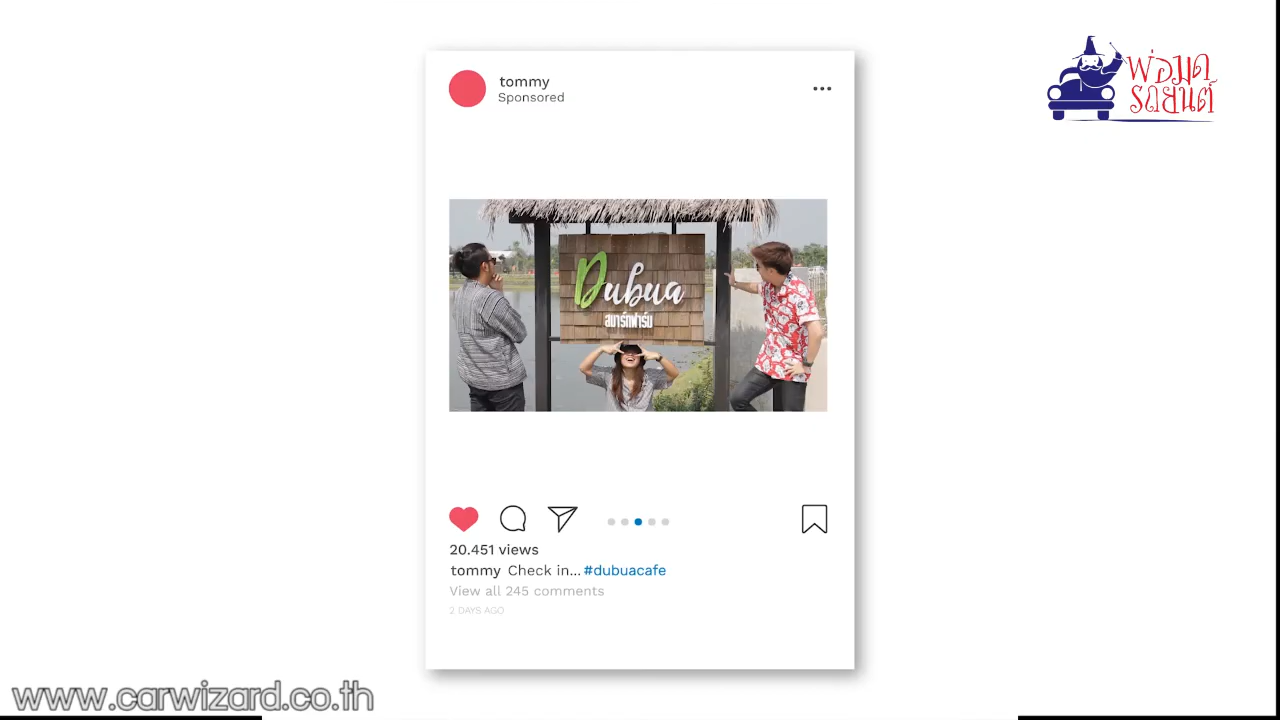 tommy
Sponsored
พ่อมด
รถยนต์
Dubua
สมาร์ทฟาร์ม
20.451 views
tommy Check in... #dubuacafe
View all 245 comments
2 DAYS AGO
www.carwizard.co.th